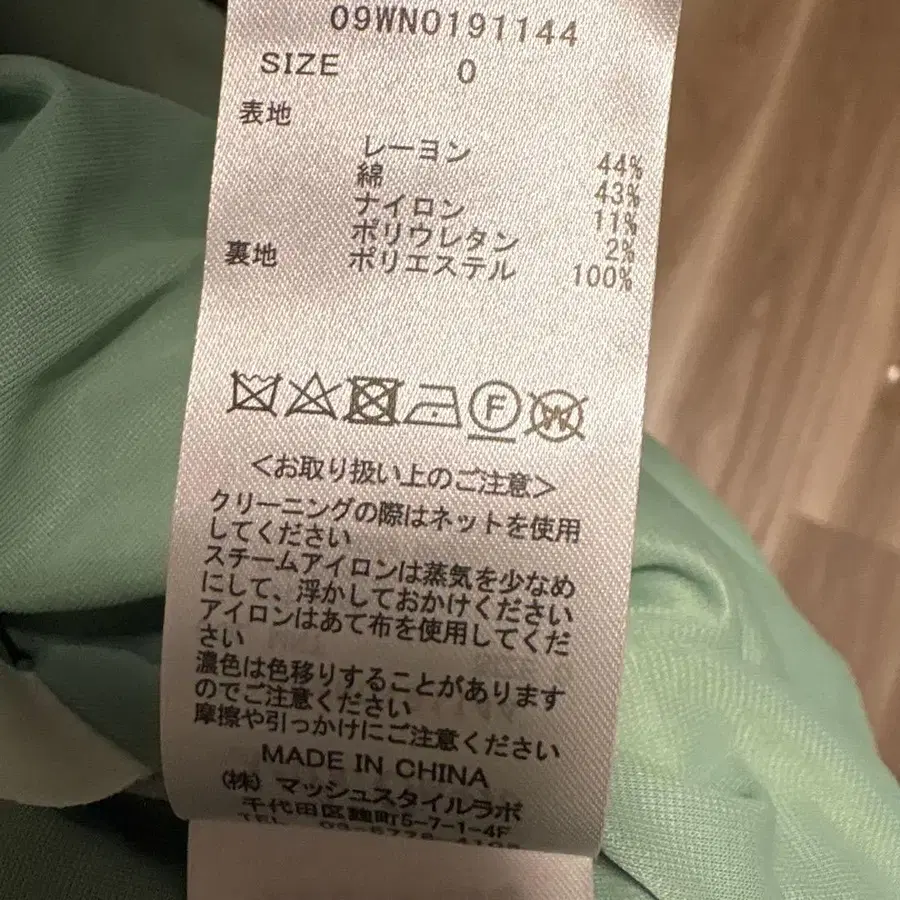 09WNO191144
SIZE 0
表地
レーヨン 44%
綿 43%
ナイロン 11%
ポリウレタン 2%
裏地 ポリエステル 100%
F W
<お取り扱い上のご注意>
クリーニングの際はネットを使用
してください
スチームアイロンは蒸気を少なめ
にして、浮かしておかけください
アイロンはあて布を使用してくだ
さい
濃色は色移りすることがあります
のでご注意ください
摩擦や引っかけにご注意ください
MADE IN CHINA
(株) マッシュスタイルラボ
千代田区麹町5-7-1-4F
TEL